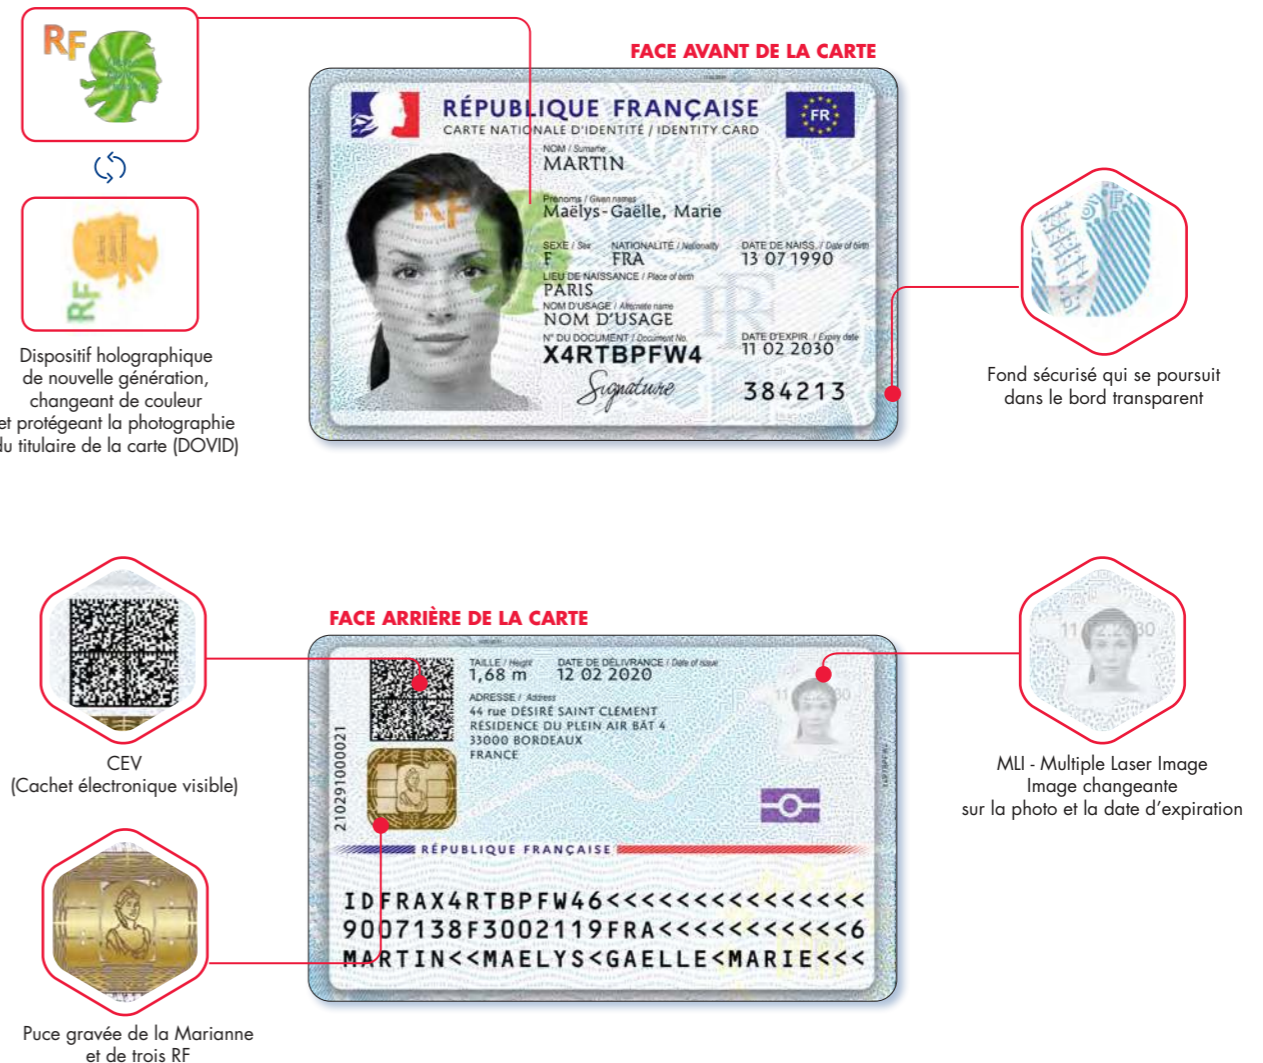 RF
FACE AVANT DE LA CARTE
RÉPUBLIQUE FRANÇAISE
FR
CARTE NATIONALE D'IDENTITÉ / IDENTITY CARD
NOM / Surname
MARTIN
Prénoms / Given names
Maëlys-Gaëlle, Marie
RF
SEXE / Sex NATIONALITÉ / Nationality DATE DE NAISS. / Date of birth
F FRA 13 07 1990
LIEU DE NAISSANCE / Place of birth
PARIS
NOM D'USAGE / Alternate name
NOM D'USAGE
N° DU DOCUMENT / Document No. DATE D'EXPIR. / Expiry date
X4RTBPFW4 11 02 2030
Signature 384213
RF
RF
Dispositif holographique
de nouvelle génération,
changeant de couleur
et protégeant la photographie
du titulaire de la carte (DOVID)
Fond sécurisé qui se poursuit
dans le bord transparent
FACE ARRIÈRE DE LA CARTE
TAILLE / Height DATE DE DÉLIVRANCE / Date of issue
1,68 m 12 02 2020
ADRESSE / Address
44 rue DÉSIRÉ SAINT CLÉMENT
RÉSIDENCE DU PLEIN AIR BÂT 4
33000 BORDEAUX
FRANCE
210291000021
RÉPUBLIQUE FRANÇAISE
IDFRAX4RTBPFW46<<<<<<<<<<<<<<<
9007138F3002119FRA<<<<<<<<<<<6
MARTIN<<MAELYS<GAELLE<MARIE<<<
CEV
(Cachet électronique visible)
Puce gravée de la Marianne
et de trois RF
11 02 2030
MLI - Multiple Laser Image
Image changeante
sur la photo et la date d'expiration